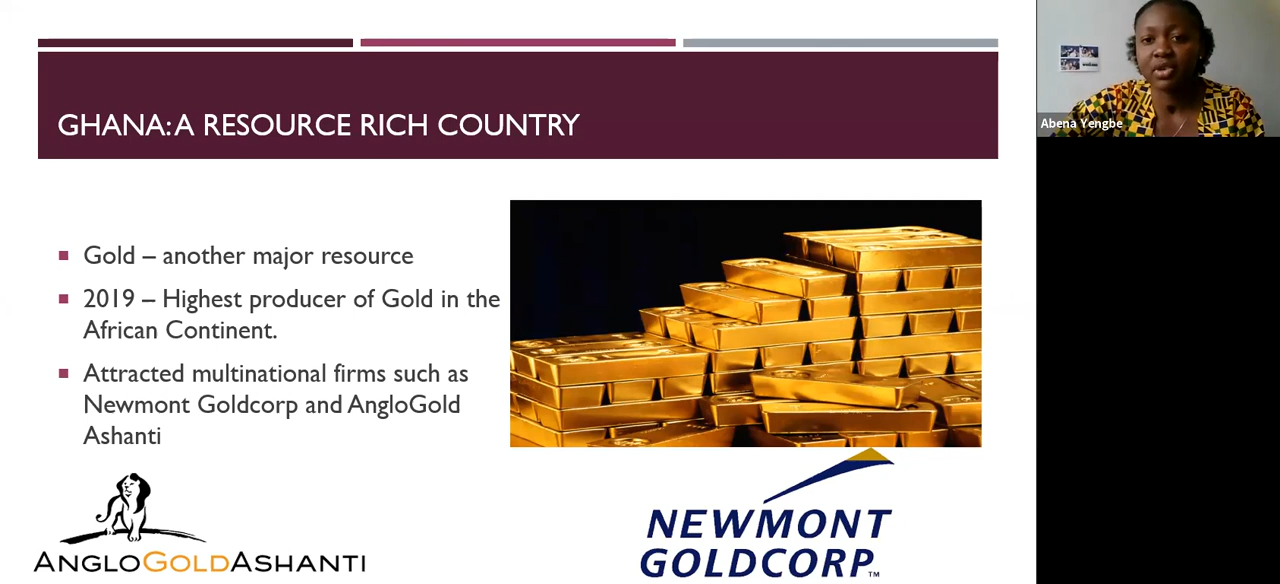 GHANA: A RESOURCE RICH COUNTRY
Gold – another major resource
2019 – Highest producer of Gold in the
African Continent.
Attracted multinational firms such as
Newmont Goldcorp and AngloGold
Ashanti
ANGLOGOLDASHANTI
NEWMONT
GOLDCORP™
Abena Yengbe